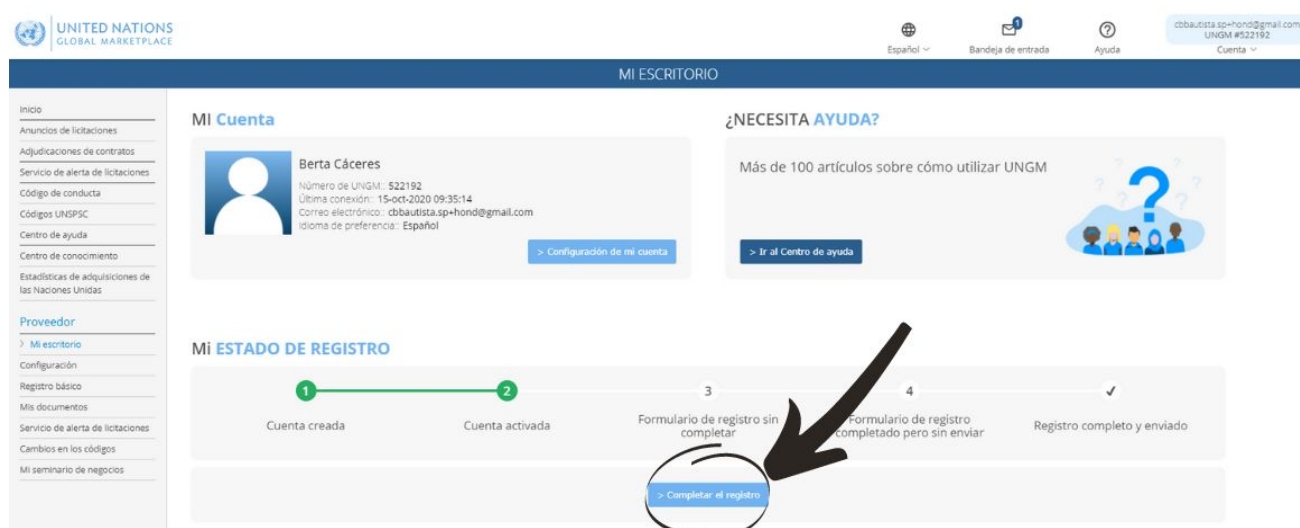 UNITED NATIONS
GLOBAL MARKETPLACE
Español
Bandeja de entrada
1
Ayuda
cbbautista.sp+hond@gmail.com
UNGM #522192
Cuenta
MI ESCRITORIO
Inicio
Anuncios de licitaciones
Adjudicaciones de contratos
Servicio de alerta de licitaciones
Código de conducta
Códigos UNSPSC
Centro de ayuda
Centro de conocimiento
Estadísticas de adquisiciones de
las Naciones Unidas
Proveedor
> Mi escritorio
Configuración
Registro básico
Mis documentos
Servicio de alerta de licitaciones
Cambios en los códigos
Mi seminario de negocios
MI Cuenta
Berta Cáceres
Número de UNGM:: 522192
Última conexión:: 15-oct-2020 09:35:14
Correo electrónico:: cbbautista.sp+hond@gmail.com
Idioma de preferencia:: Español
> Configuración de mi cuenta
¿NECESITA AYUDA?
Más de 100 artículos sobre cómo utilizar UNGM
> Ir al Centro de ayuda
Mi ESTADO DE REGISTRO
1
Cuenta creada
2
Cuenta activada
3
Formulario de registro sin
completar
4
Formulario de registro
completado pero sin enviar
Registro completo y enviado
> Completar el registro